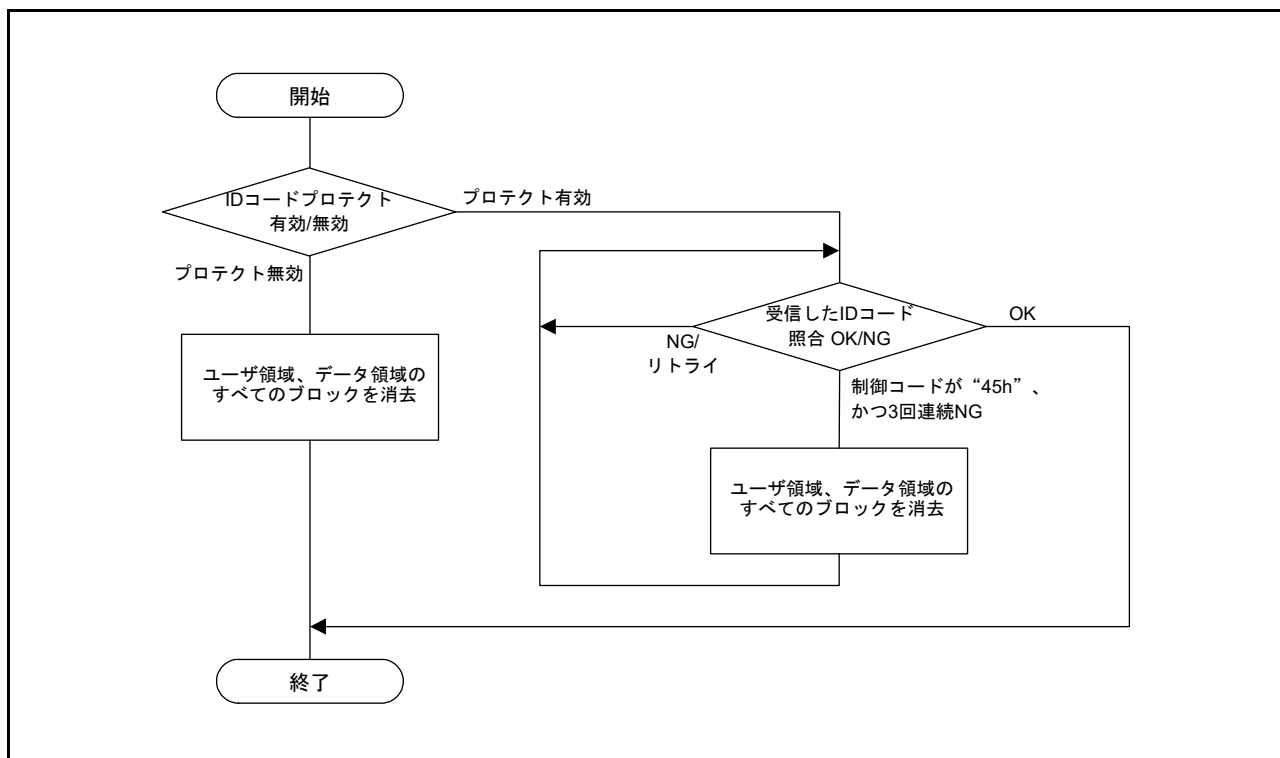 開始
IDコードプロテクト
有効/無効
プロテクト有効
プロテクト無効
受信したIDコード
照合 OK/NG
OK
NG/
リトライ
ユーザ領域、データ領域の
すべてのブロックを消去
制御コードが“45h”、
かつ3回連続NG
ユーザ領域、データ領域の
すべてのブロックを消去
終了